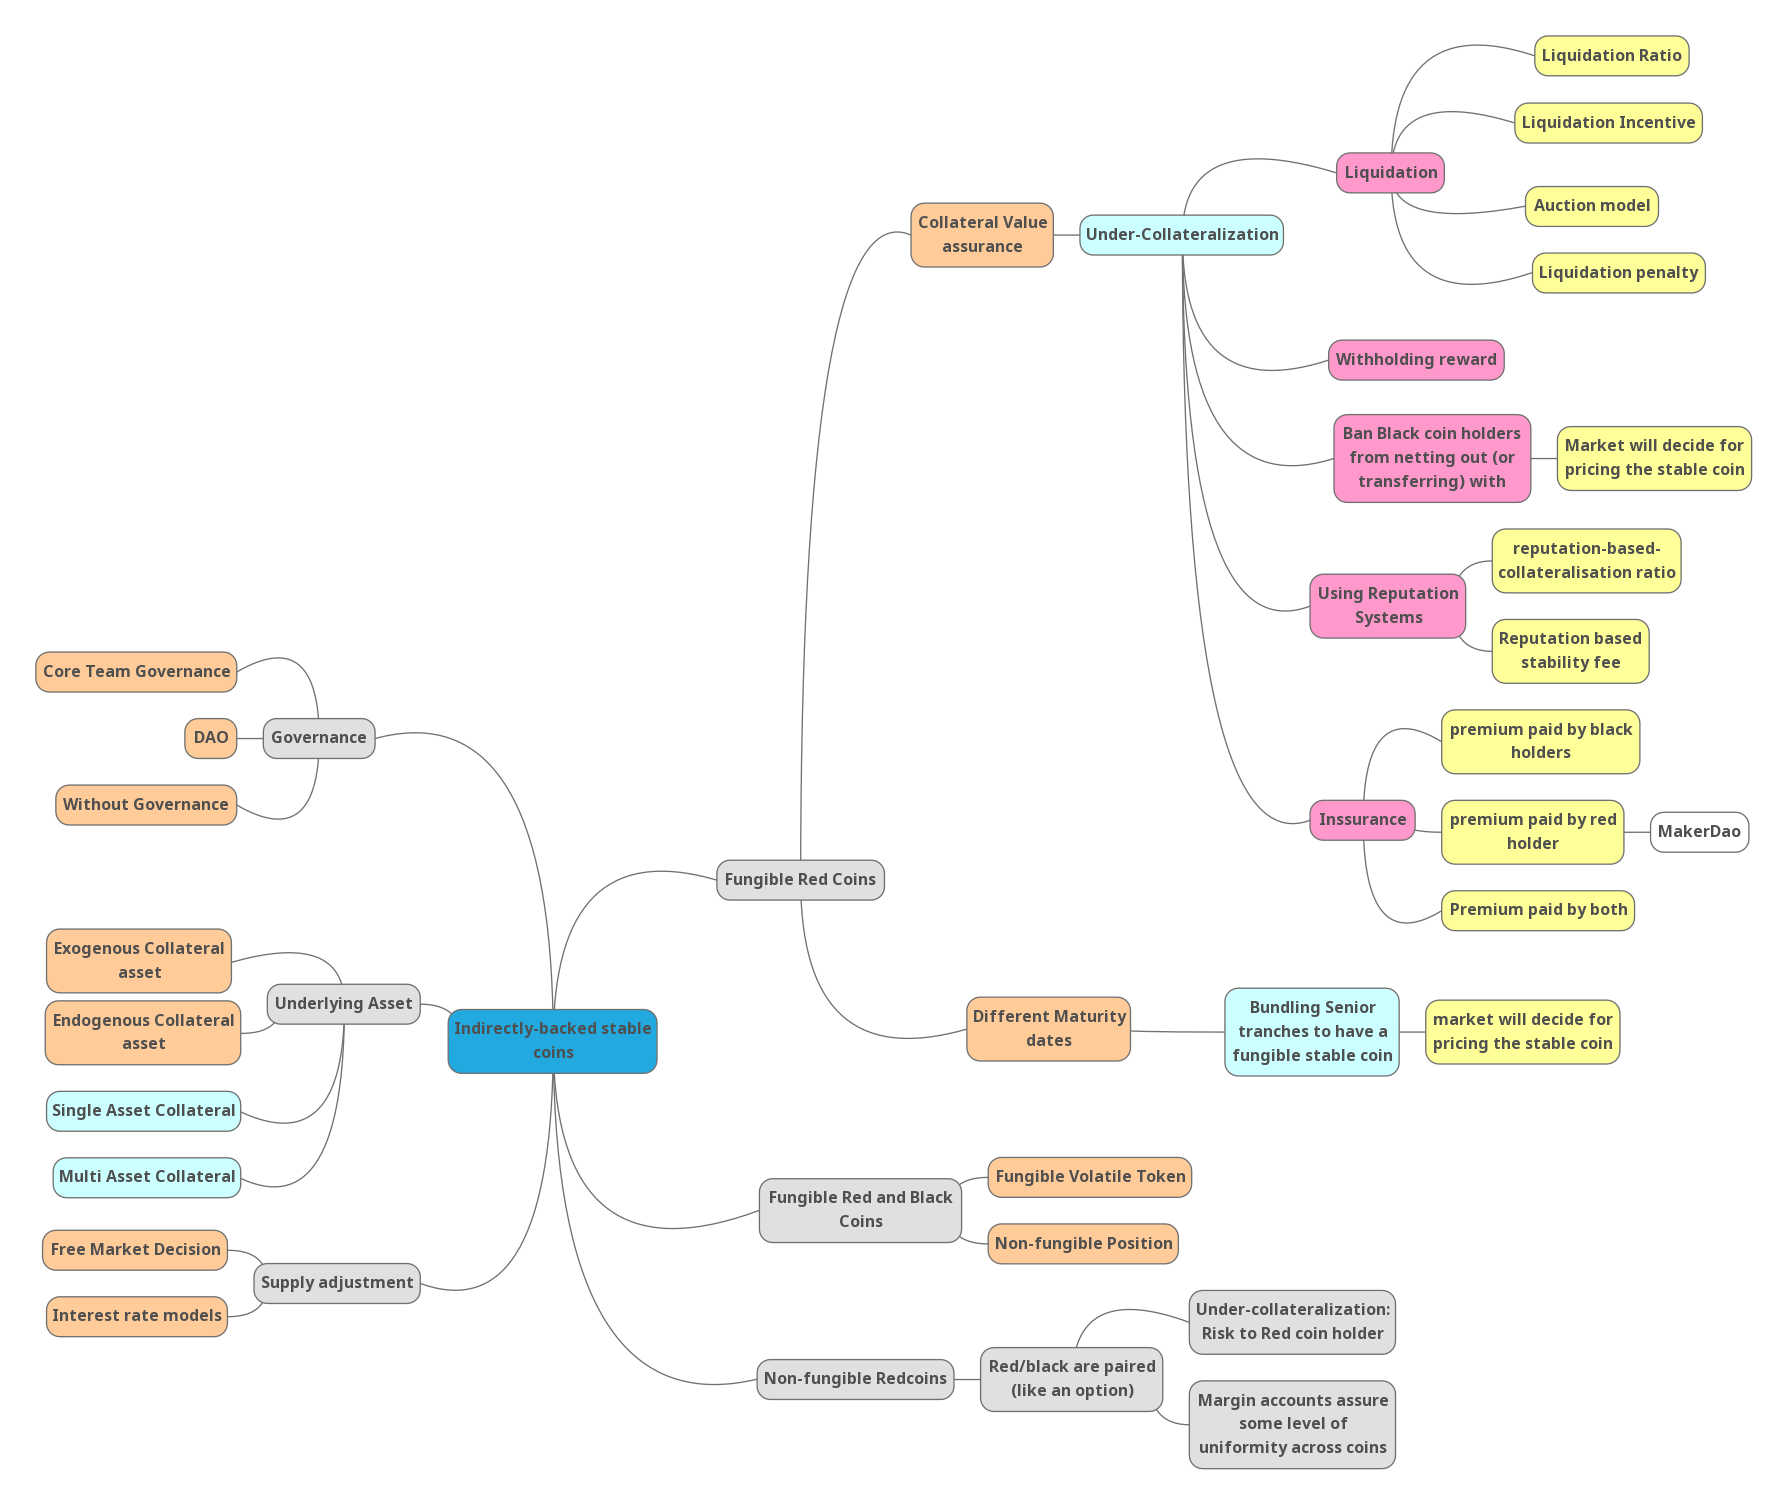 Liquidation Ratio
Liquidation Incentive
Liquidation
Auction model
Liquidation penalty
Collateral Value
assurance
Under-Collateralization
Withholding reward
Ban Black coin holders
from netting out (or
transferring) with
Market will decide for
pricing the stable coin
Using Reputation
Systems
reputation-based-
collateralisation ratio
Reputation based
stability fee
Inssurance
premium paid by black
holders
premium paid by red
holder
MakerDao
Premium paid by both
Core Team Governance
DAO
Governance
Without Governance
Fungible Red Coins
Exogenous Collateral
asset
Endogenous Collateral
asset
Underlying Asset
Single Asset Collateral
Multi Asset Collateral
Indirectly-backed stable
coins
Different Maturity
dates
Bundling Senior
tranches to have a
fungible stable coin
market will decide for
pricing the stable coin
Fungible Red and Black
Coins
Fungible Volatile Token
Non-fungible Position
Free Market Decision
Supply adjustment
Interest rate models
Non-fungible Redcoins
Red/black are paired
(like an option)
Under-collateralization:
Risk to Red coin holder
Margin accounts assure
some level of
uniformity across coins